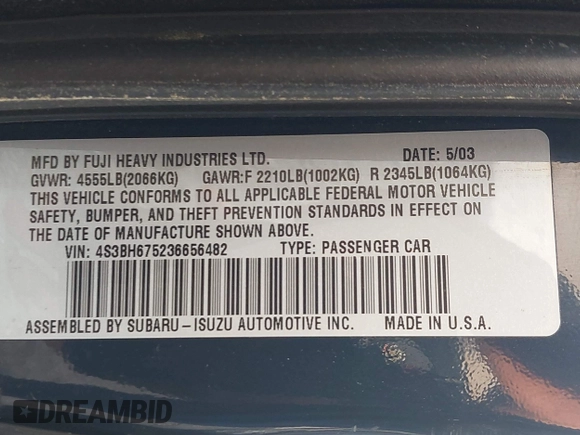 MFD BY FUJI HEAVY INDUSTRIES LTD. DATE: 5/03
GVWR: 4555LB(2066KG) GAWR:F 2210LB(1002KG) R 2345LB(1064KG)
THIS VEHICLE CONFORMS TO ALL APPLICABLE FEDERAL MOTOR VEHICLE
SAFETY, BUMPER, AND THEFT PREVENTION STANDARDS IN EFFECT ON
THE DATE OF MANUFACTURE SHOWN ABOVE.
VIN: 4S3BH675236656482 TYPE: PASSENGER CAR
ASSEMBLED BY SUBARU-ISUZU AUTOMOTIVE INC. MADE IN U.S.A.
DREAMBID